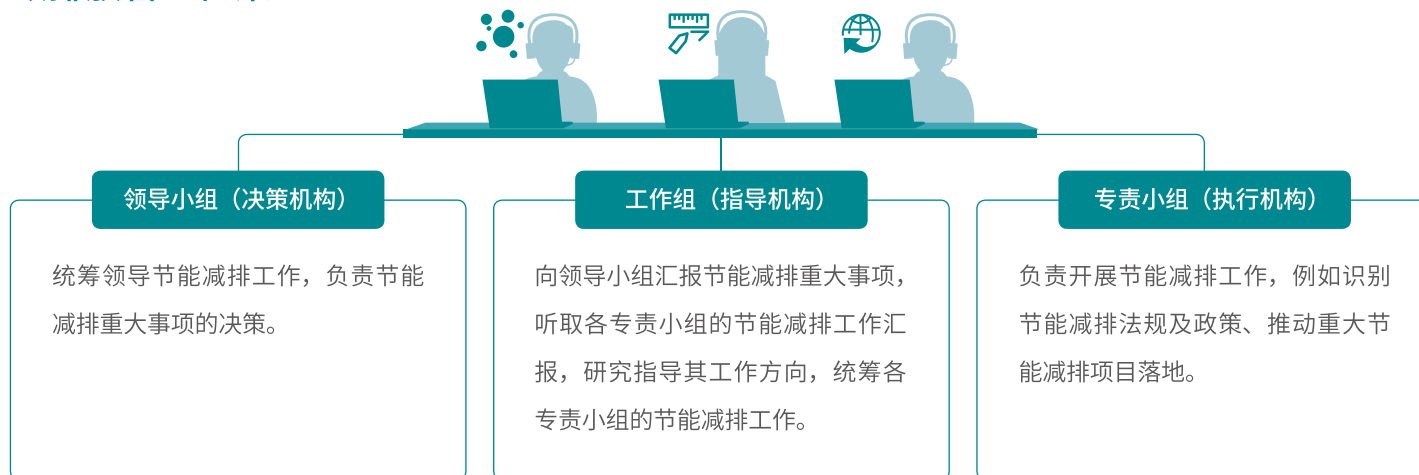 领导小组（决策机构）
统筹领导节能减排工作，负责节能
减排重大事项的决策。
工作组（指导机构）
向领导小组汇报节能减排重大事项，
听取各专责小组的节能减排工作汇
报，研究指导其工作方向，统筹各
专责小组的节能减排工作。
专责小组（执行机构）
负责开展节能减排工作，例如识别
节能减排法规及政策、推动重大节
能减排项目落地。